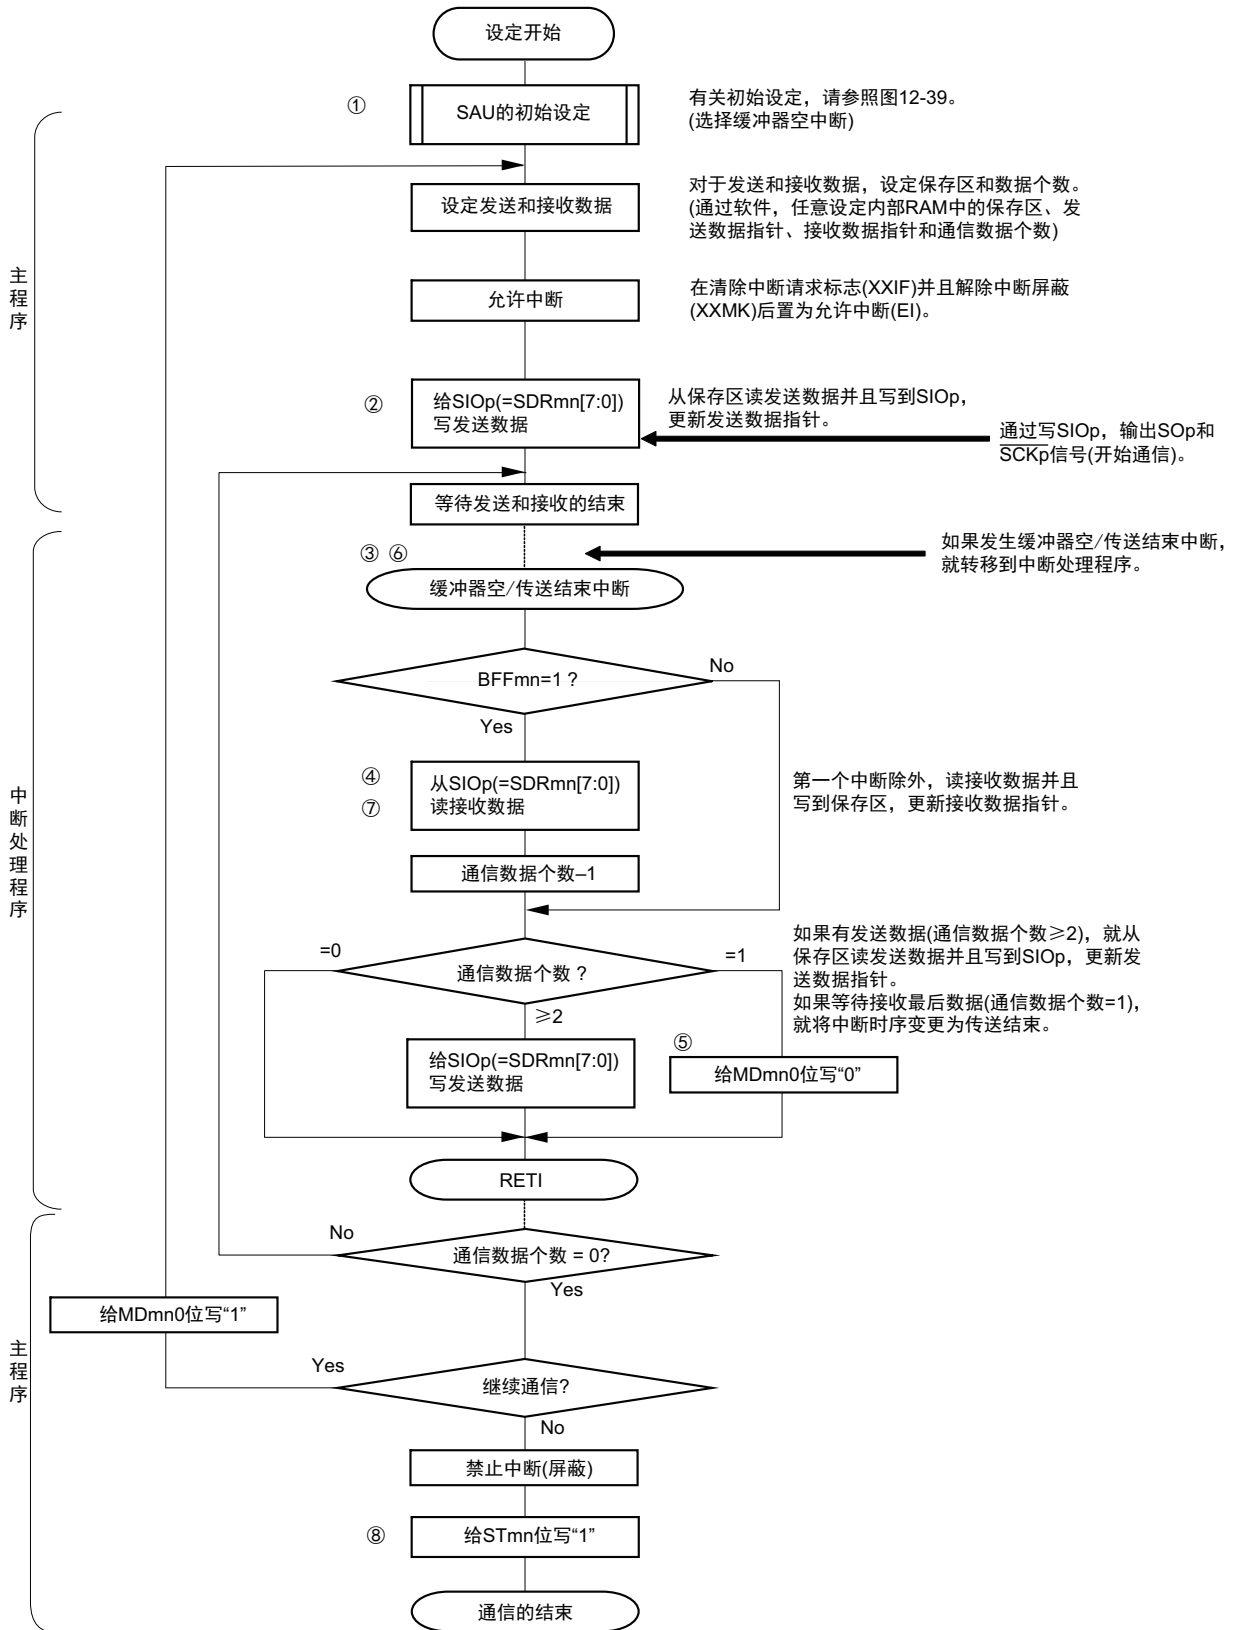 设定开始
①
SAU的初始设定
有关初始设定，请参照图12-39。
(选择缓冲器空中断)
设定发送和接收数据
对于发送和接收数据，设定保存区和数据个数。
(通过软件，任意设定内部RAM中的保存区、发
送数据指针、接收数据指针和通信数据个数)
主程序
允许中断
在清除中断请求标志(XXIF)并且解除中断屏蔽
(XXMK)后置为允许中断(EI)。
②
给SIOp(=SDRmn[7:0])
写发送数据
从保存区读发送数据并且写到SIOp，
更新发送数据指针。
通过写SIOp，输出SOp和
SCKp信号(开始通信)。
等待发送和接收的结束
③ ⑥
如果发生缓冲器空/传送结束中断，
就转移到中断处理程序。
缓冲器空/传送结束中断
BFFmn=1？
No
Yes
④
⑦
从SIOp(=SDRmn[7:0])
读接收数据
第一个中断除外，读接收数据并且
写到保存区，更新接收数据指针。
中断处理程序
通信数据个数–1
=0
通信数据个数？
=1
≥2
如果有发送数据(通信数据个数≥2)，就从
保存区读发送数据并且写到SIOp，更新发
送数据指针。
如果等待接收最后数据(通信数据个数=1)，
就将中断时序变更为传送结束。
给SIOp(=SDRmn[7:0])
写发送数据
⑤
给MDmn0位写“0”
RETI
No
通信数据个数 = 0?
Yes
给MDmn0位写“1”
主程序
Yes
继续通信?
No
禁止中断(屏蔽)
⑧
给STmn位写“1”
通信的结束